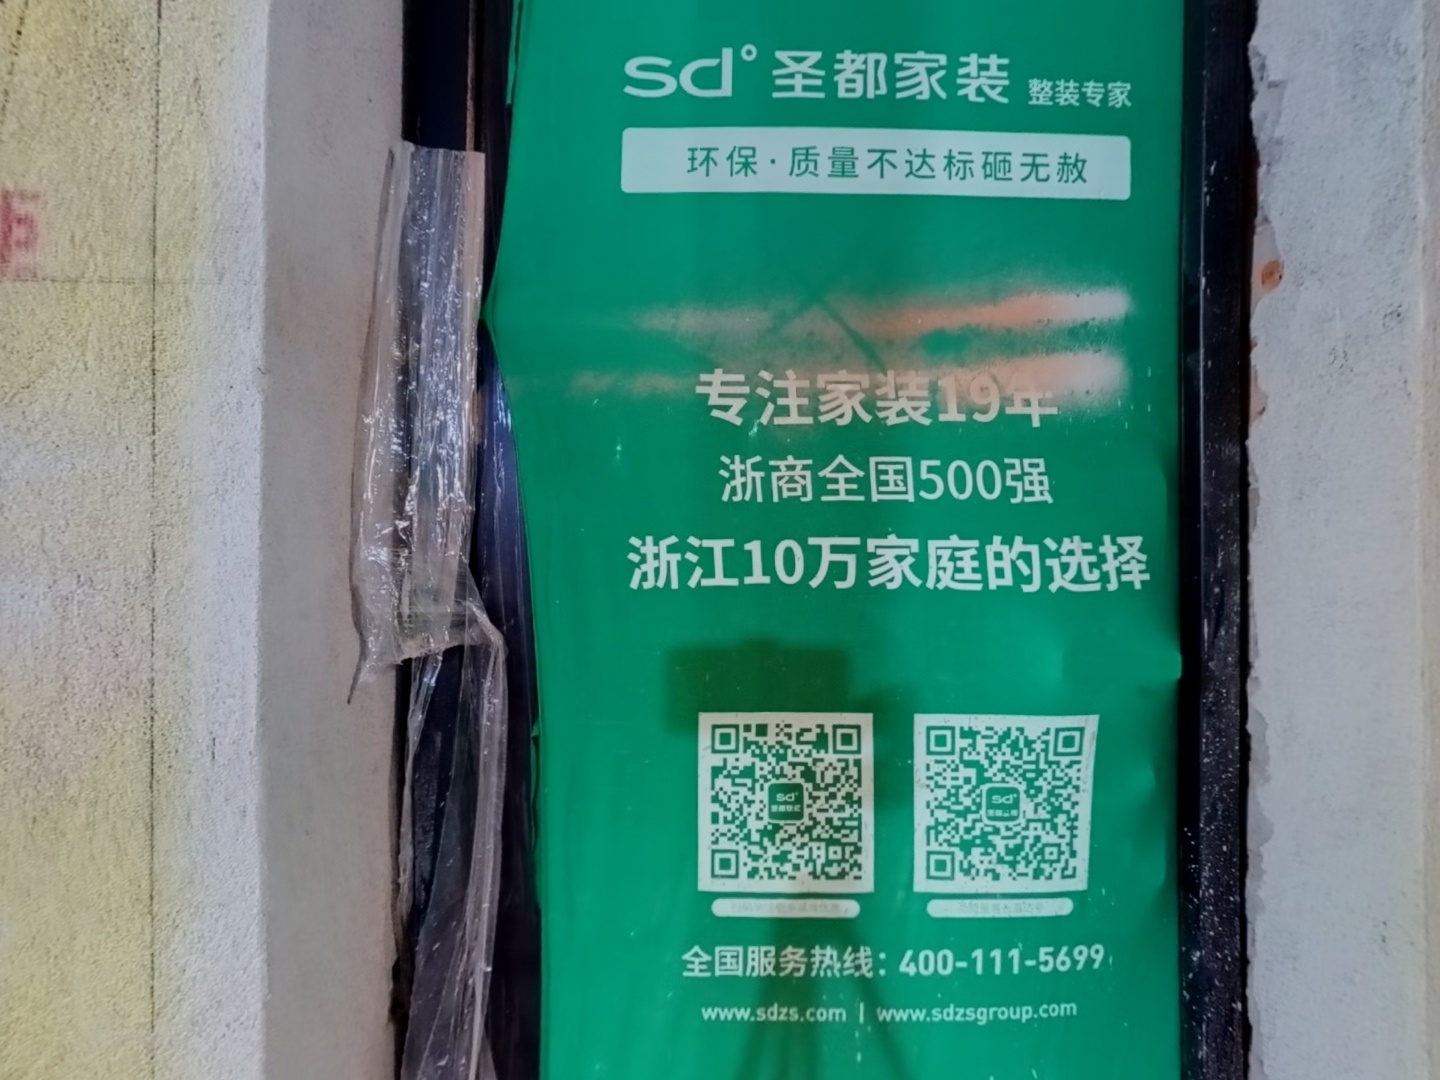 sd° 圣都家装 整装专家
环保·质量不达标砸无赦
专注家装19年
浙商全国500强
浙江10万家庭的选择
sd°
sd°
全国服务热线：400-111-5699
www.sdzs.com | www.sdzsgroup.com